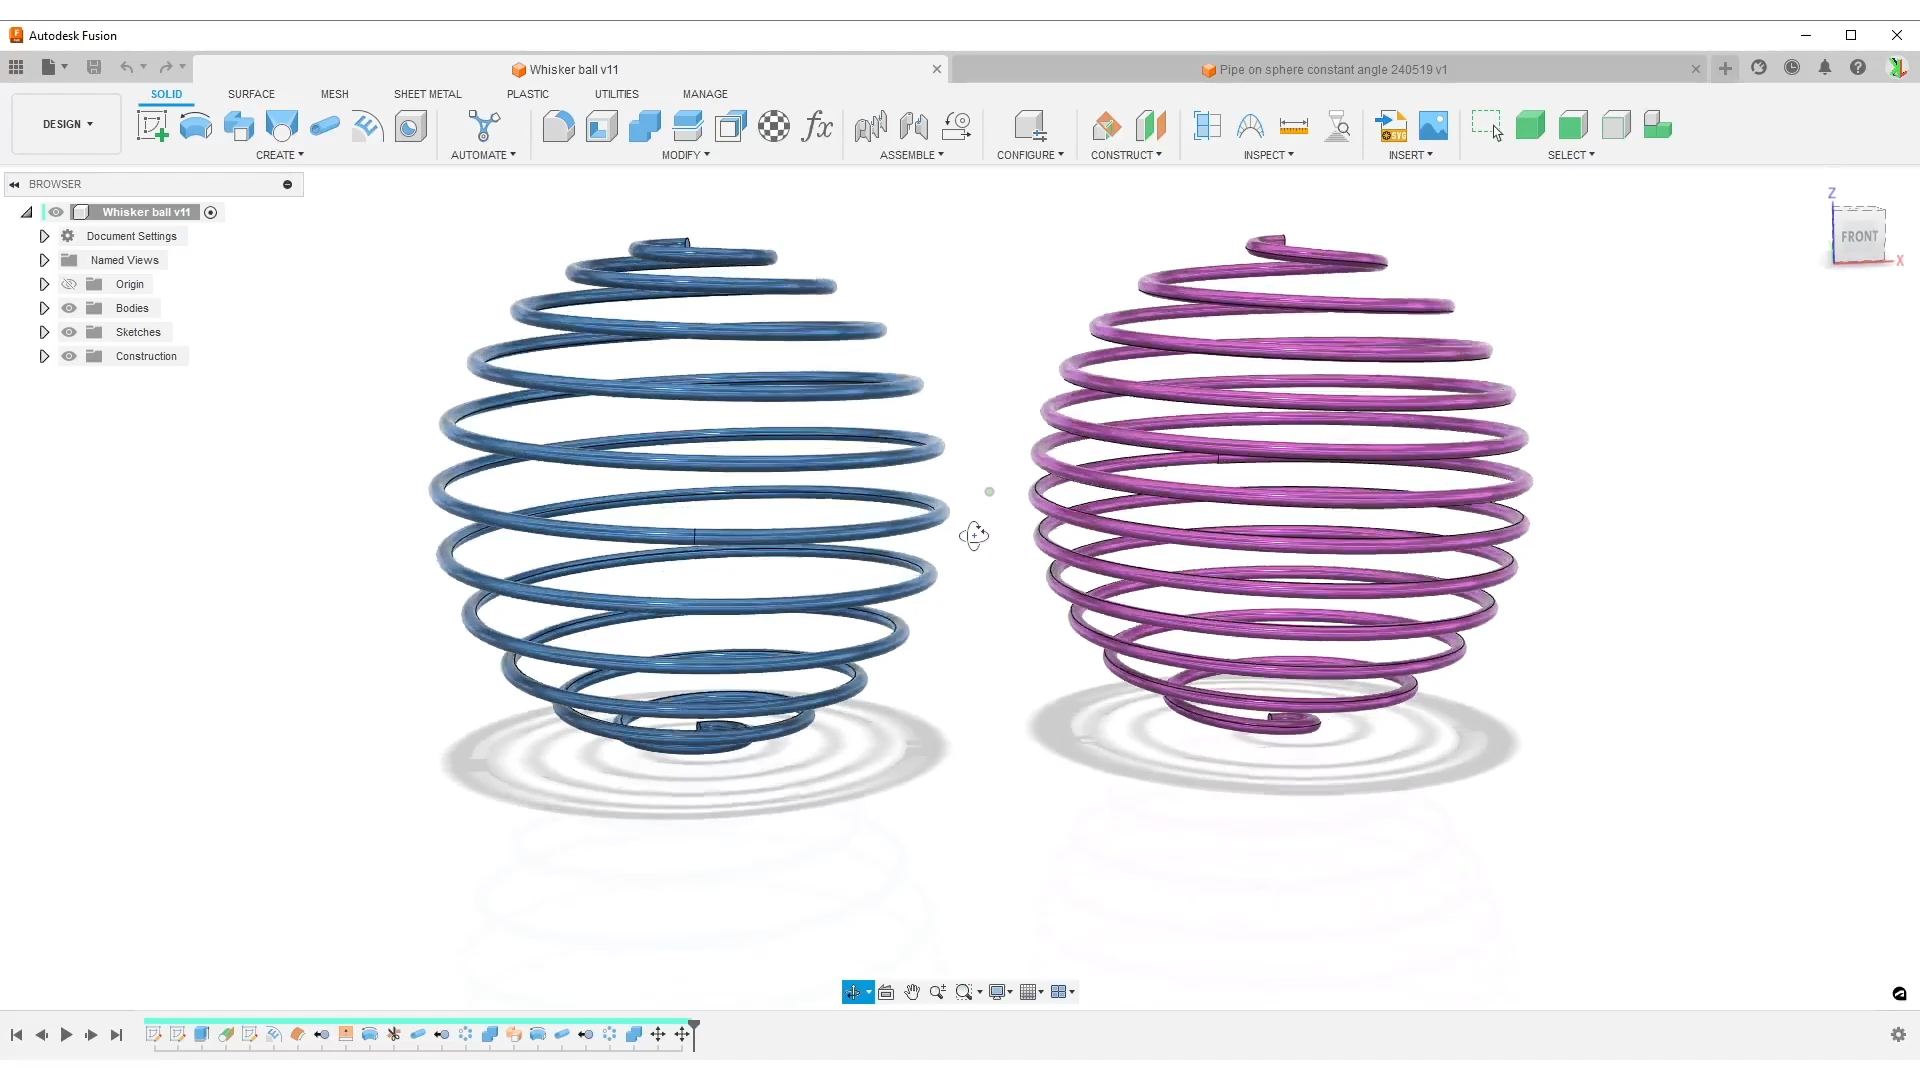 Autodesk Fusion
Whisker ball v11
Pipe on sphere constant angle 240519 v1
SOLID SURFACE MESH SHEET METAL PLASTIC UTILITIES MANAGE
DESIGN
CREATE AUTOMATE MODIFY ASSEMBLE CONFIGURE CONSTRUCT INSPECT INSERT SELECT
BROWSER
Whisker ball v11
Document Settings
Named Views
Origin
Bodies
Sketches
Construction
Z
FRONT
X
fx
SVG